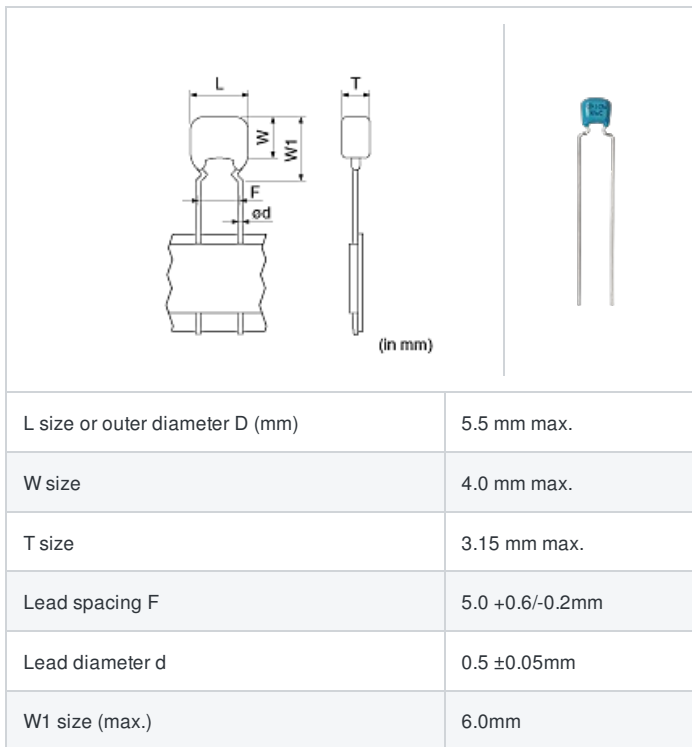 L
T
W
W1
F
ød
(in mm)
L size or outer diameter D (mm) 5.5 mm max.
W size 4.0 mm max.
T size 3.15 mm max.
Lead spacing F 5.0 +0.6/-0.2mm
Lead diameter d 0.5 ±0.05mm
W1 size (max.) 6.0mm